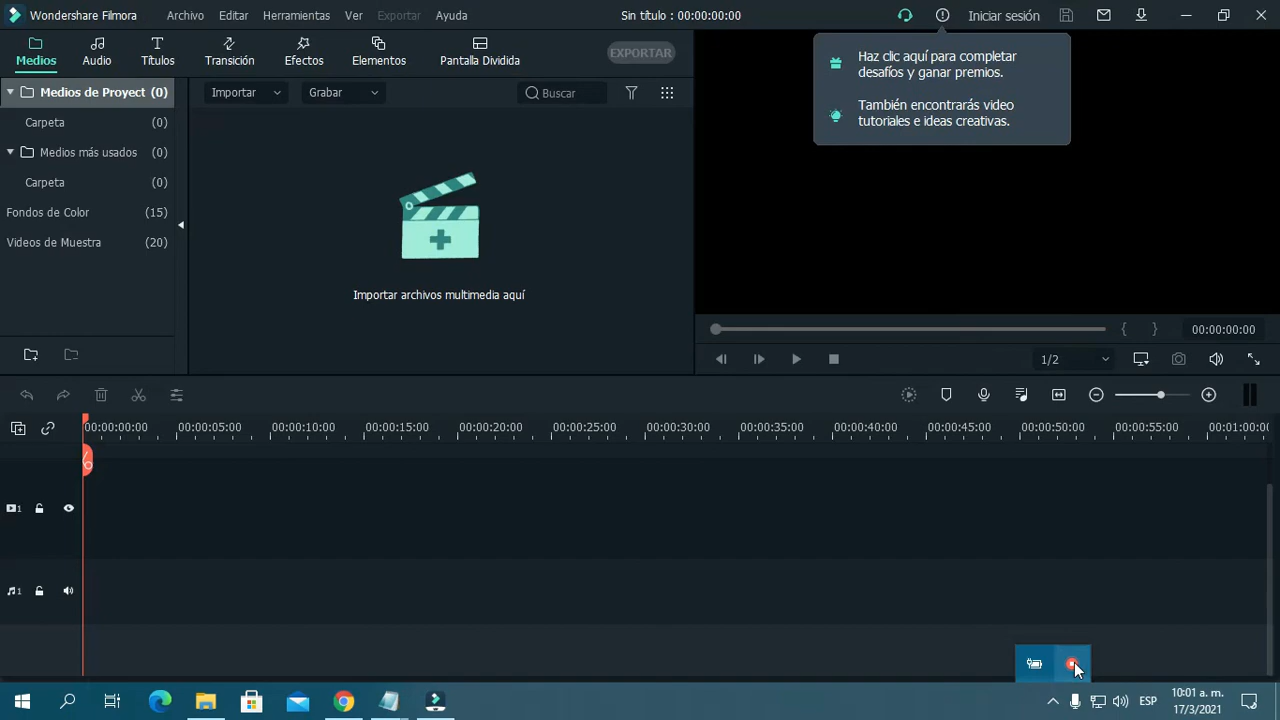 Wondershare Filmora Archivo Editar Herramientas Ver Exportar Ayuda Sin título : 00:00:00:00 Iniciar sesión
Medios Audio Títulos Transición Efectos Elementos Pantalla Dividida EXPORTAR
Haz clic aquí para completar
desafíos y ganar premios.
También encontrarás video
tutoriales e ideas creativas.
Medios de Proyect (0)
Carpeta (0)
Medios más usados (0)
Carpeta (0)
Fondos de Color (15)
Videos de Muestra (20)
Importar Grabar Buscar
Importar archivos multimedia aquí
{ } 00:00:00:00
1/2
00:00:00:00 00:00:05:00 00:00:10:00 00:00:15:00 00:00:20:00 00:00:25:00 00:00:30:00 00:00:35:00 00:00:40:00 00:00:45:00 00:00:50:00 00:00:55:00 00:01:00:00
1
1
ESP 10:01 a. m.
17/3/2021